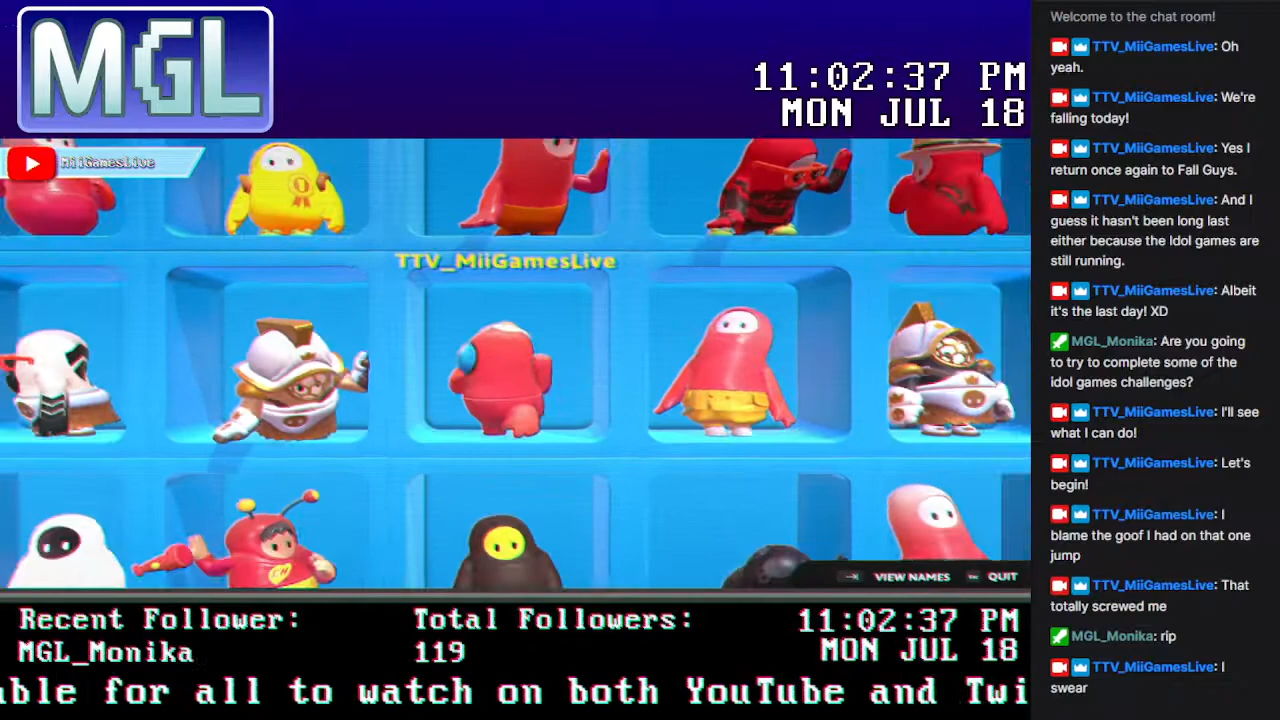 MGL
11:02:37 PM
MON JUL 18
MiiGamesLive
TTV_MiiGamesLive
VIEW NAMES
QUIT
Recent Follower:
MGL_Monika
Total Followers:
119
11:02:37 PM
MON JUL 18
able for all to watch on both YouTube and Twi
Welcome to the chat room!
TTV_MiiGamesLive: Oh
yeah.
TTV_MiiGamesLive: We're
falling today!
TTV_MiiGamesLive: Yes I
return once again to Fall Guys.
TTV_MiiGamesLive: And I
guess it hasn't been long last
either because the Idol games are
still running.
TTV_MiiGamesLive: Albeit
it's the last day! XD
MGL_Monika: Are you going
to try to complete some of the
idol games challenges?
TTV_MiiGamesLive: I'll see
what I can do!
TTV_MiiGamesLive: Let's
begin!
TTV_MiiGamesLive: I
blame the goof I had on that one
jump
TTV_MiiGamesLive: That
totally screwed me
MGL_Monika: rip
TTV_MiiGamesLive: I
swear